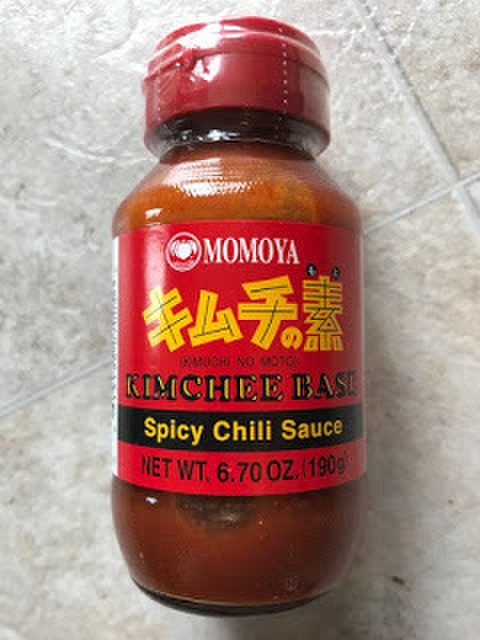 MOMOYA
キムチの素
(KIMUCHI NO MOTO)
KIMCHEE BASE
Spicy Chili Sauce
NET WT. 6.70 OZ. (190g)